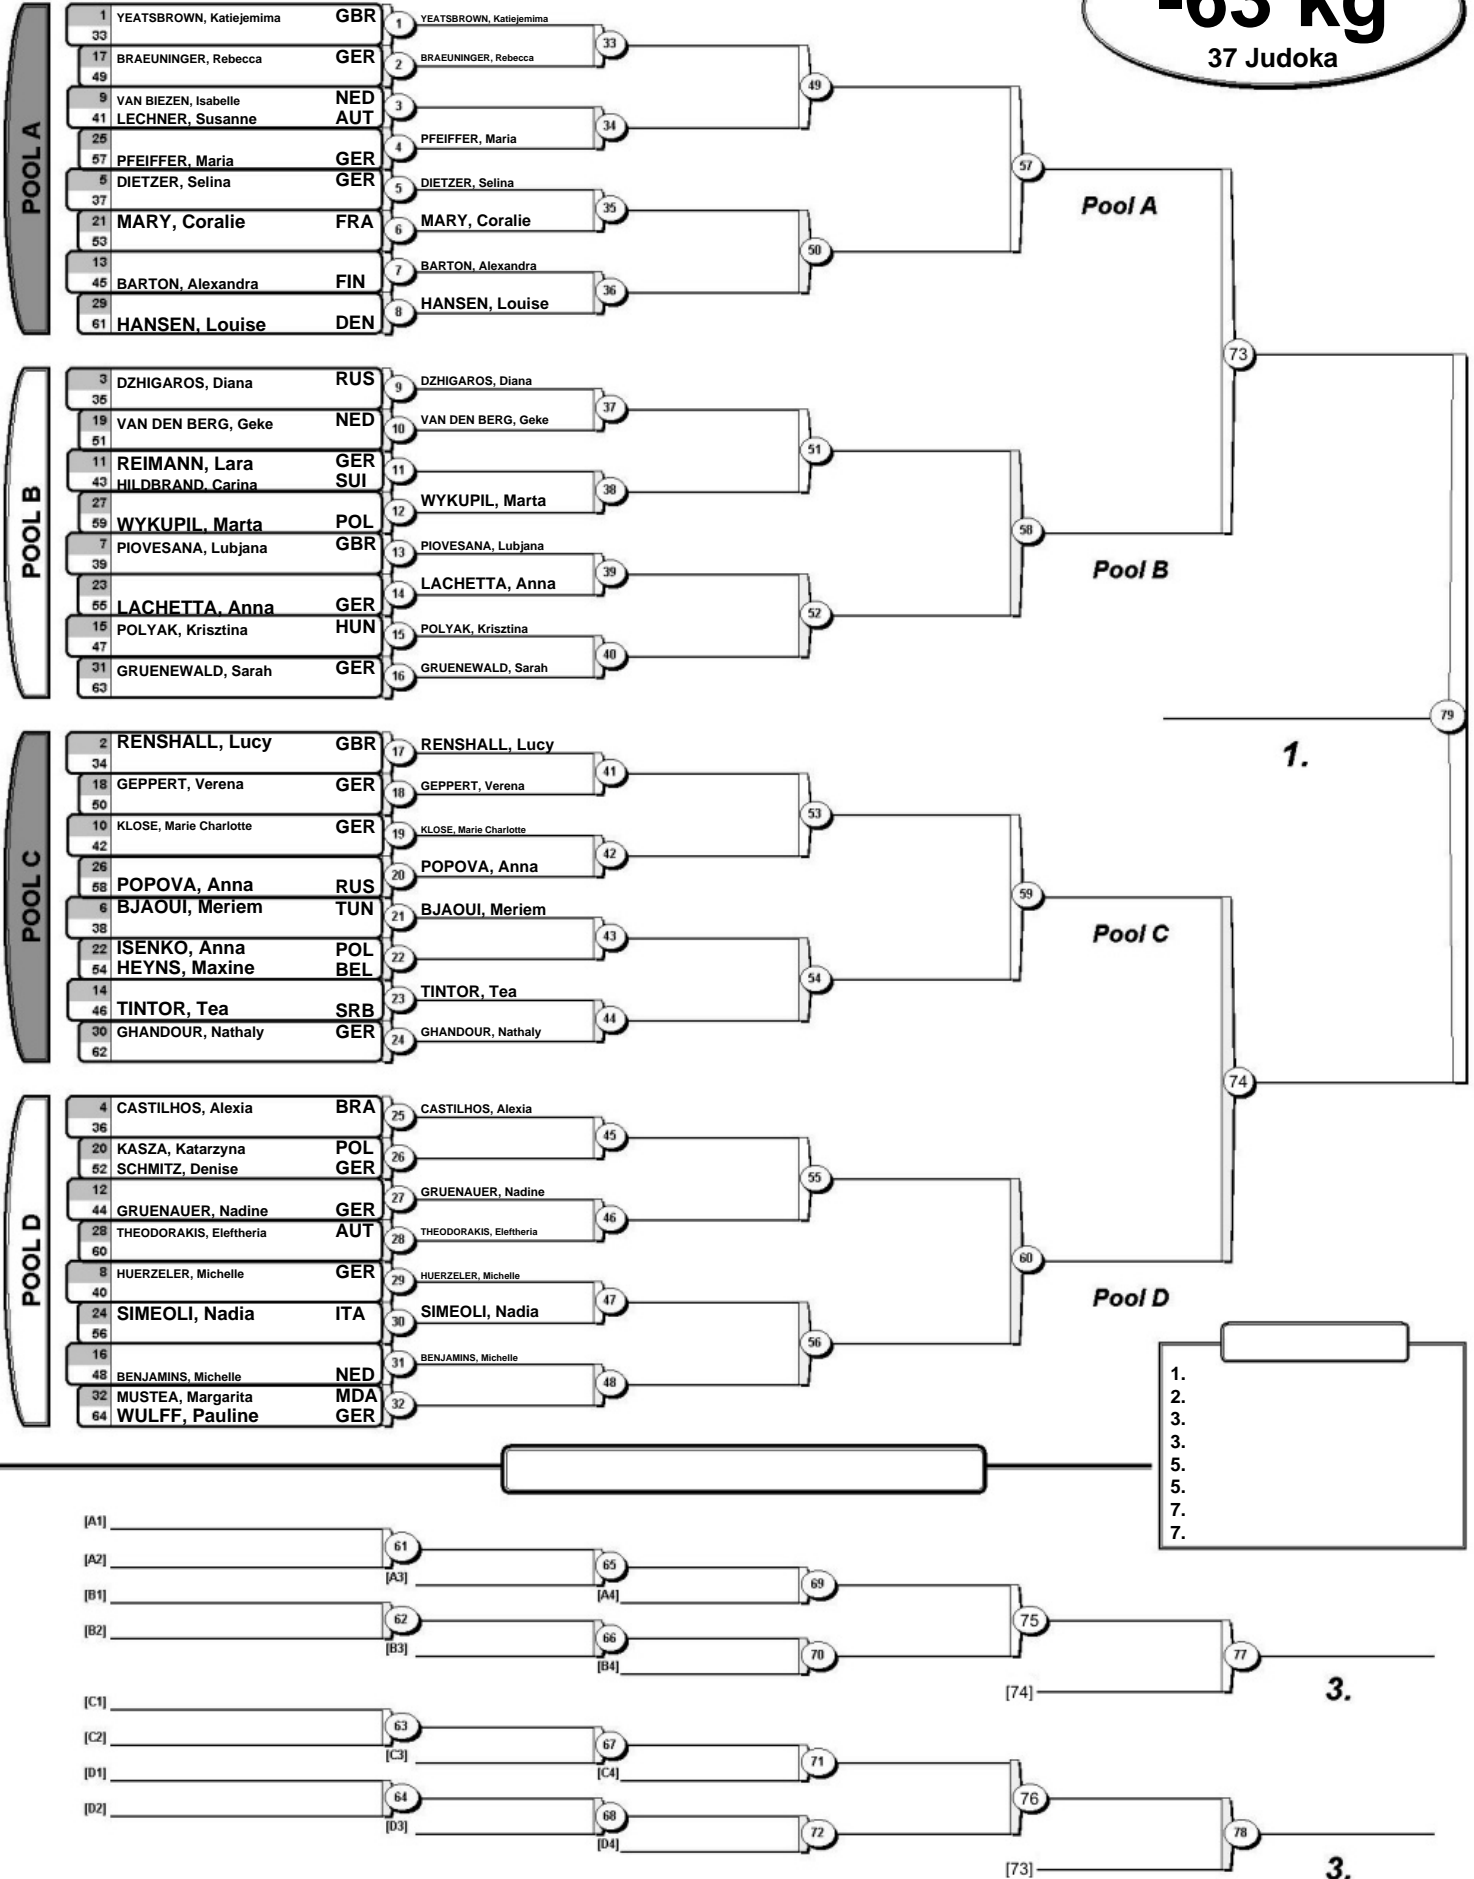 -63 kg
37 Judoka
POOL A
1 YEATSBROWN, Katiejemima GBR 1 YEATSBROWN, Katiejemima
33
33
17 BRAEUNINGER, Rebecca GER 2 BRAEUNINGER, Rebecca
49
49
9 VAN BIEZEN, Isabelle NED 3
41 LECHNER, Susanne AUT
34
25
57 PFEIFFER, Maria GER 4 PFEIFFER, Maria
57
5 DIETZER, Selina GER 5 DIETZER, Selina
37
35
Pool A
21 MARY, Coralie FRA 6 MARY, Coralie
53
50
13
45 BARTON, Alexandra FIN 7 BARTON, Alexandra
36
29
61 HANSEN, Louise DEN 8 HANSEN, Louise
73
POOL B
3 DZHIGAROS, Diana RUS 9 DZHIGAROS, Diana
35
37
19 VAN DEN BERG, Geke NED 10 VAN DEN BERG, Geke
51
51
11 REIMANN, Lara GER 11
43 HILDBRAND, Carina SUI
38
27
59 WYKUPIL, Marta POL 12 WYKUPIL, Marta
58
7 PIOVESANA, Lubjana GBR 13 PIOVESANA, Lubjana
39
39
Pool B
23
55 LACHETTA, Anna GER 14 LACHETTA, Anna
52
15 POLYAK, Krisztina HUN 15 POLYAK, Krisztina
47
40
31 GRUENEWALD, Sarah GER 16 GRUENEWALD, Sarah
63
79
1.
POOL C
2 RENSHALL, Lucy GBR 17 RENSHALL, Lucy
34
41
18 GEPPERT, Verena GER 18 GEPPERT, Verena
50
53
10 KLOSE, Marie Charlotte GER 19 KLOSE, Marie Charlotte
42
42
26
58 POPOVA, Anna RUS 20 POPOVA, Anna
59
6 BJAOUI, Meriem TUN 21 BJAOUI, Meriem
38
43
Pool C
22 ISENKO, Anna POL 22
54 HEYNS, Maxine BEL
54
14
46 TINTOR, Tea SRB 23 TINTOR, Tea
44
30 GHANDOUR, Nathaly GER 24 GHANDOUR, Nathaly
62
74
POOL D
4 CASTILHOS, Alexia BRA 25 CASTILHOS, Alexia
36
45
20 KASZA, Katarzyna POL 26
52 SCHMITZ, Denise GER
55
12
44 GRUENAUER, Nadine GER 27 GRUENAUER, Nadine
46
28 THEODORAKIS, Eleftheria AUT 28 THEODORAKIS, Eleftheria
60
60
8 HUERZELER, Michelle GER 29 HUERZELER, Michelle
40
47
Pool D
24 SIMEOLI, Nadia ITA 30 SIMEOLI, Nadia
56
56
16
48 BENJAMINS, Michelle NED 31 BENJAMINS, Michelle
48
32 MUSTEA, Margarita MDA 32
64 WULFF, Pauline GER
1.
2.
3.
3.
5.
5.
7.
7.
[A1]
61
[A2]
[A3]
65
[A4]
69
[B1]
62
[B2]
[B3]
66
[B4]
70
75
[74]
77
3.
[C1]
63
[C2]
[C3]
67
[C4]
71
[D1]
64
[D2]
[D3]
68
[D4]
72
76
[73]
78
3.